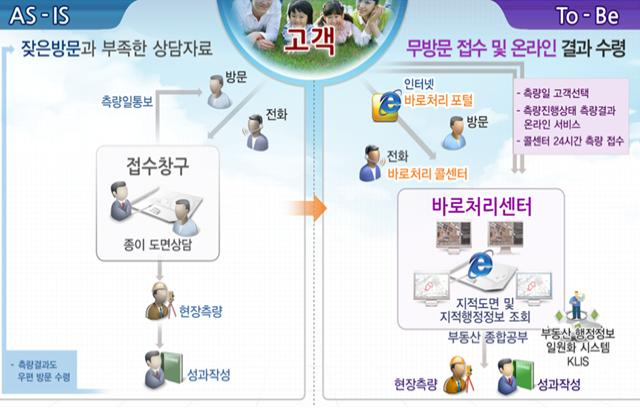 AS - IS
To - Be
고객
잦은방문과 부족한 상담자료
무방문 접수 및 온라인 결과 수령
방문
측량일통보
전화
접수창구
종이 도면상담
현장측량
성과작성
- 측량결과도
우편 방문 수령
인터넷
바로처리 포털
방문
전화
바로처리 콜센터
- 측량일 고객선택
- 측량진행상태 측량결과
온라인 서비스
- 콜센터 24시간 측량 접수
바로처리센터
지적도면 및
지적행정정보 조회
부동산 종합공부
부동산 행정정보
일원화 시스템
KLIS
현장측량
성과작성